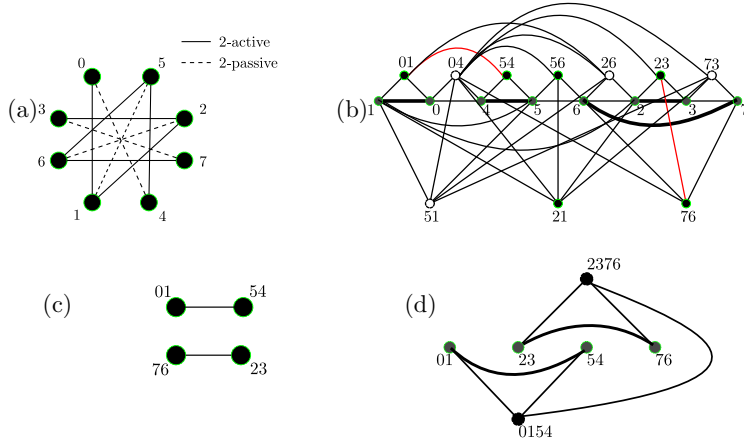 0 5
2-active
2-passive
(a) 3 2
6 7
1 4
(b) 01 04 54 56 26 23 73
1 0 4 5 6 2 3 7
51 21 76
(c) 01 54
76 23
(d) 2376
01 23 54 76
0154